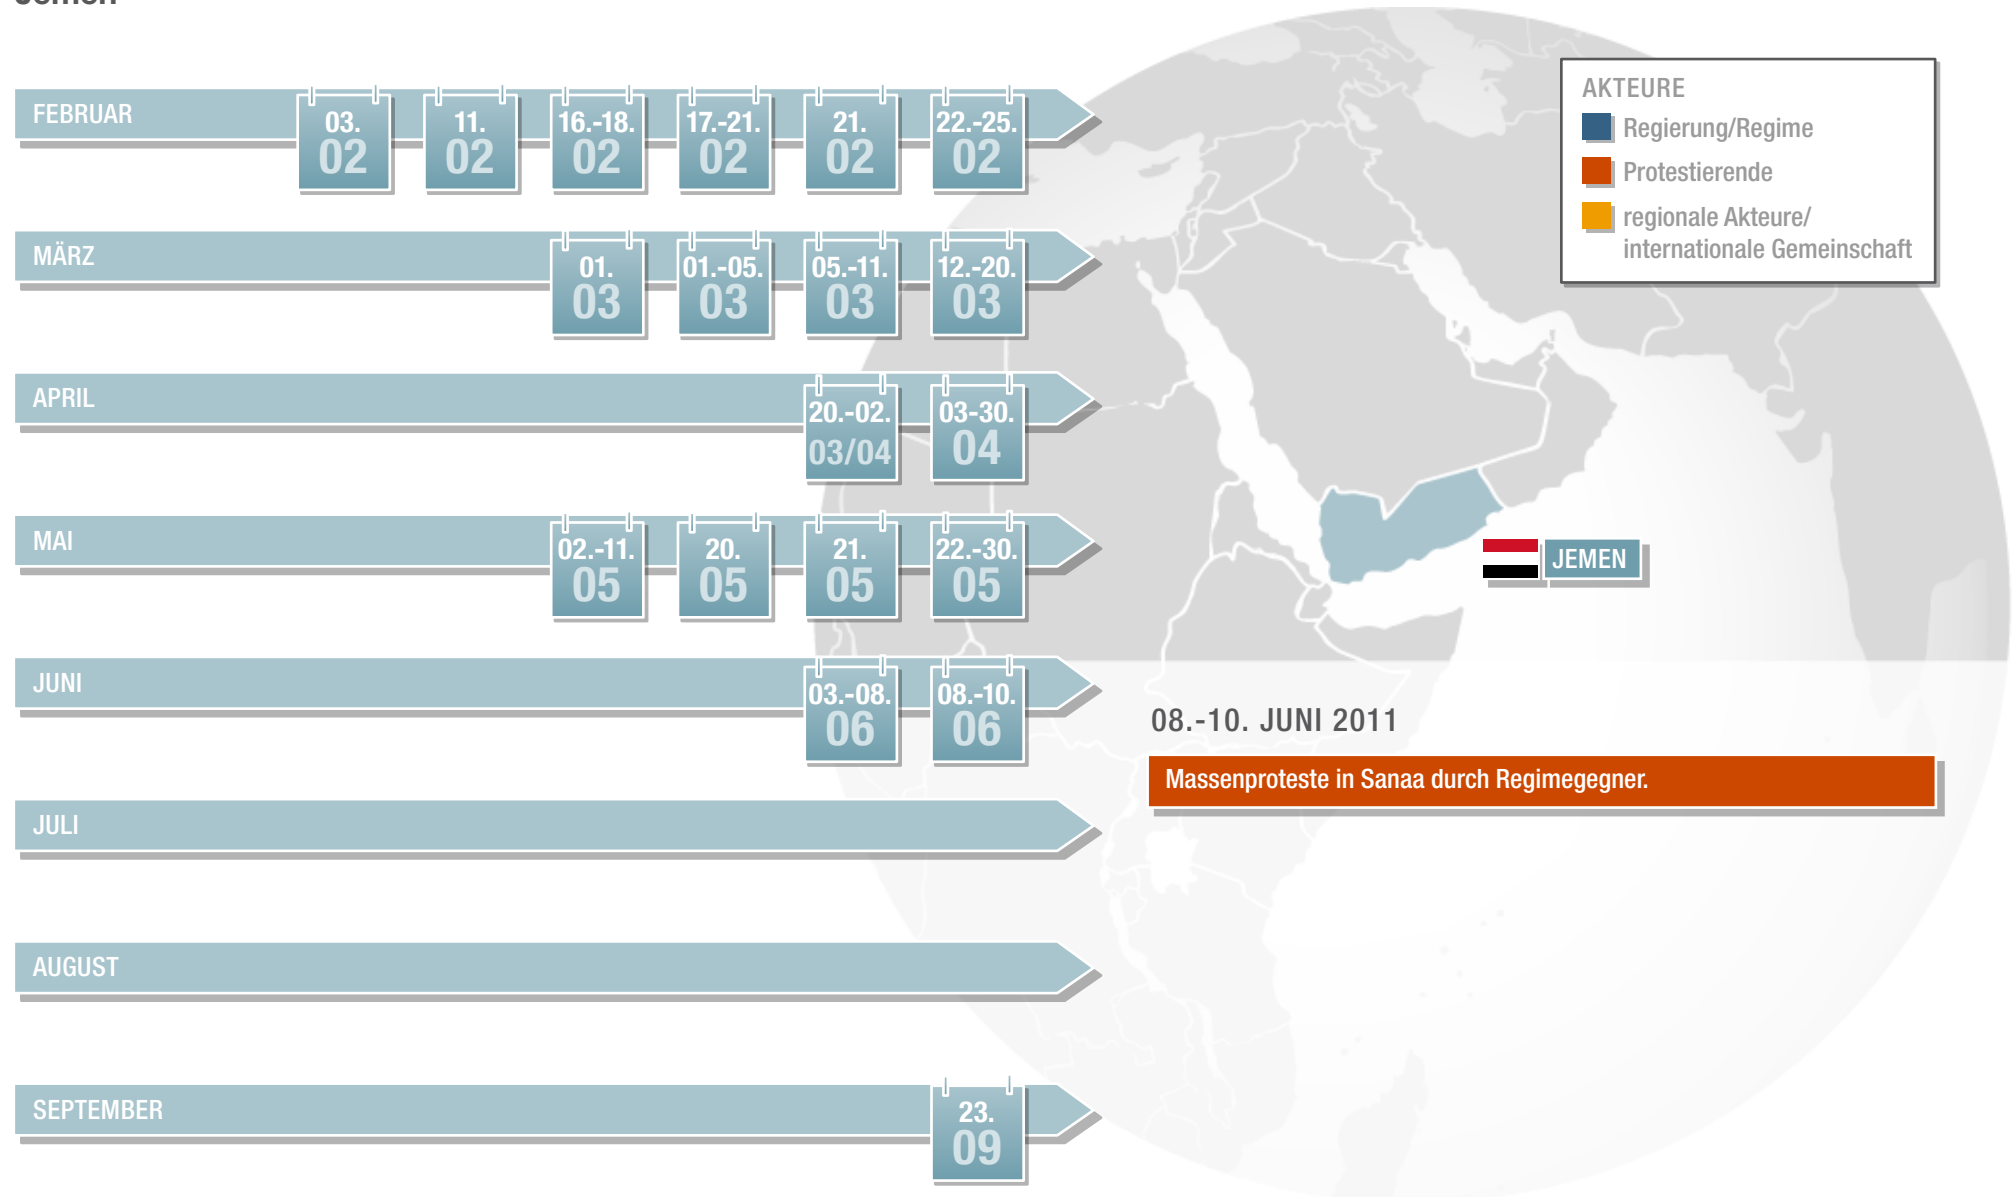 Jemen
FEBRUAR
03.
02
11.
02
16.-18.
02
17.-21.
02
21.
02
22.-25.
02
MÄRZ
01.
03
01.-05.
03
05.-11.
03
12.-20.
03
APRIL
20.-02.
03/04
03-30.
04
MAI
02.-11.
05
20.
05
21.
05
22.-30.
05
JUNI
03.-08.
06
08.-10.
06
JULI
AUGUST
SEPTEMBER
23.
09
AKTEURE
Regierung/Regime
Protestierende
regionale Akteure/
internationale Gemeinschaft
JEMEN
08.-10. JUNI 2011
Massenproteste in Sanaa durch Regimegegner.